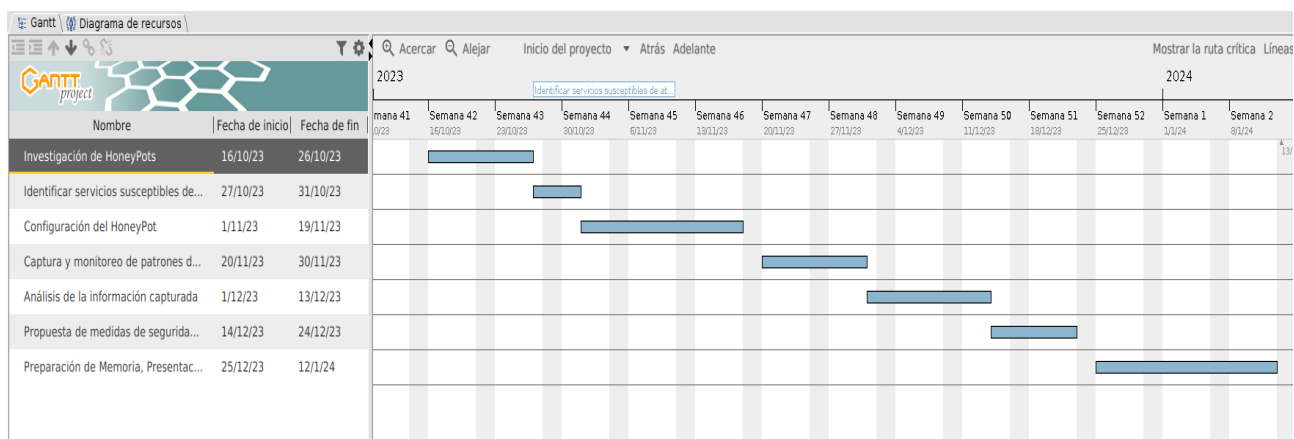 Gantt Diagrama de recursos
Acercar Alejar Inicio del proyecto Atrás Adelante Mostrar la ruta crítica Líneas
GANTT
project
2023 2024
Identificar servicios susceptibles de at...
Nombre Fecha de inicio Fecha de fin
mana 41 Semana 42 Semana 43 Semana 44 Semana 45 Semana 46 Semana 47 Semana 48 Semana 49 Semana 50 Semana 51 Semana 52 Semana 1 Semana 2
0/23 16/10/23 23/10/23 30/10/23 6/11/23 13/11/23 20/11/23 27/11/23 4/12/23 11/12/23 18/12/23 25/12/23 1/1/24 8/1/24
13/
Investigación de HoneyPots 16/10/23 26/10/23
Identificar servicios susceptibles de... 27/10/23 31/10/23
Configuración del HoneyPot 1/11/23 19/11/23
Captura y monitoreo de patrones d... 20/11/23 30/11/23
Análisis de la información capturada 1/12/23 13/12/23
Propuesta de medidas de segurida... 14/12/23 24/12/23
Preparación de Memoria, Presentac... 25/12/23 12/1/24